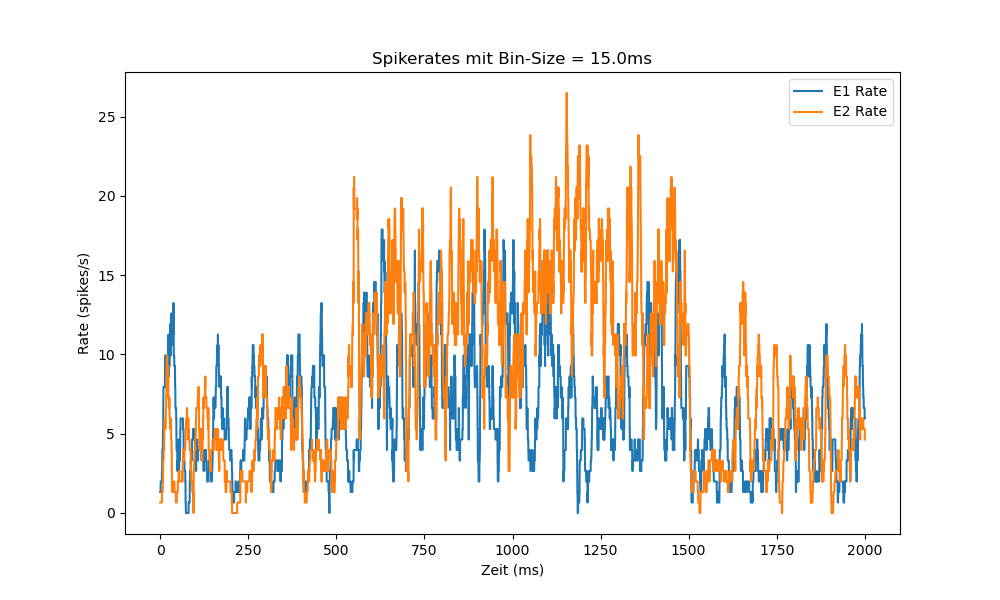 Spikerates mit Bin-Size = 15.0ms
E1 Rate
E2 Rate
Rate (spikes/s)
25
20
15
10
5
0
0 250 500 750 1000 1250 1500 1750 2000
Zeit (ms)